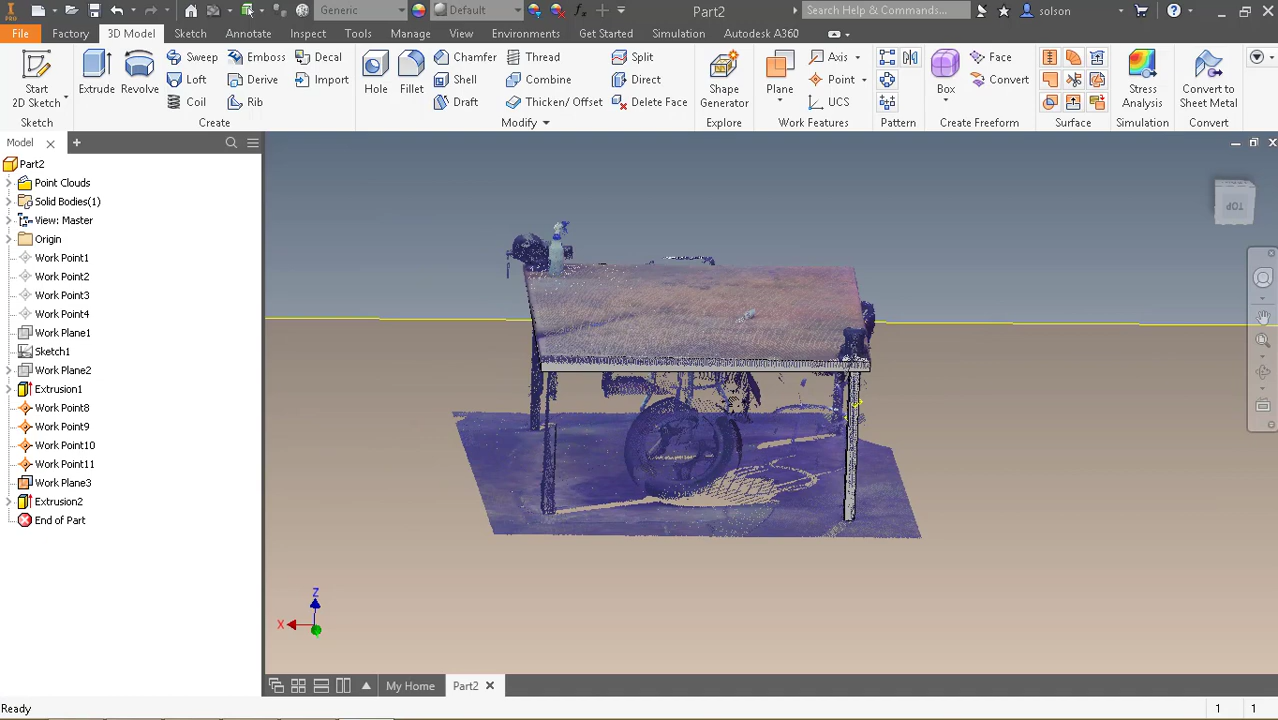 PRO
Generic
Default
Part2
Search Help & Commands...
solson
File
Factory
3D Model
Sketch
Annotate
Inspect
Tools
Manage
View
Environments
Get Started
Simulation
Autodesk A360
Start
2D Sketch
Sketch
Extrude
Revolve
Sweep
Loft
Coil
Emboss
Derive
Rib
Decal
Import
Create
Hole
Fillet
Chamfer
Shell
Draft
Thread
Combine
Thicken/ Offset
Split
Direct
Delete Face
Modify
Shape
Generator
Explore
Plane
Axis
Point
UCS
Work Features
Pattern
Box
Face
Convert
Create Freeform
Surface
Stress
Analysis
Simulation
Convert to
Sheet Metal
Convert
Model
Part2
Point Clouds
Solid Bodies(1)
View: Master
Origin
Work Point1
Work Point2
Work Point3
Work Point4
Work Plane1
Sketch1
Work Plane2
Extrusion1
Work Point8
Work Point9
Work Point10
Work Point11
Work Plane3
Extrusion2
End of Part
TOP
Z
X
My Home
Part2
Ready
1
1